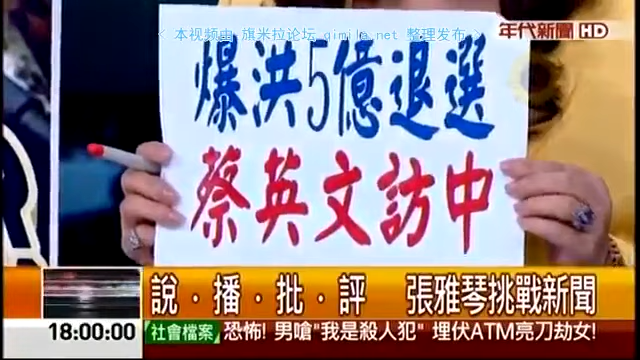 < 本视频由 旗米拉论坛 qimila.net 整理发布 >
年代新聞HD
爆洪5億退選
蔡英文訪中
說·播·批·評 張雅琴挑戰新聞
18:00:00 社會檔案 恐怖! 男嗆"我是殺人犯" 埋伏ATM亮刀劫女!